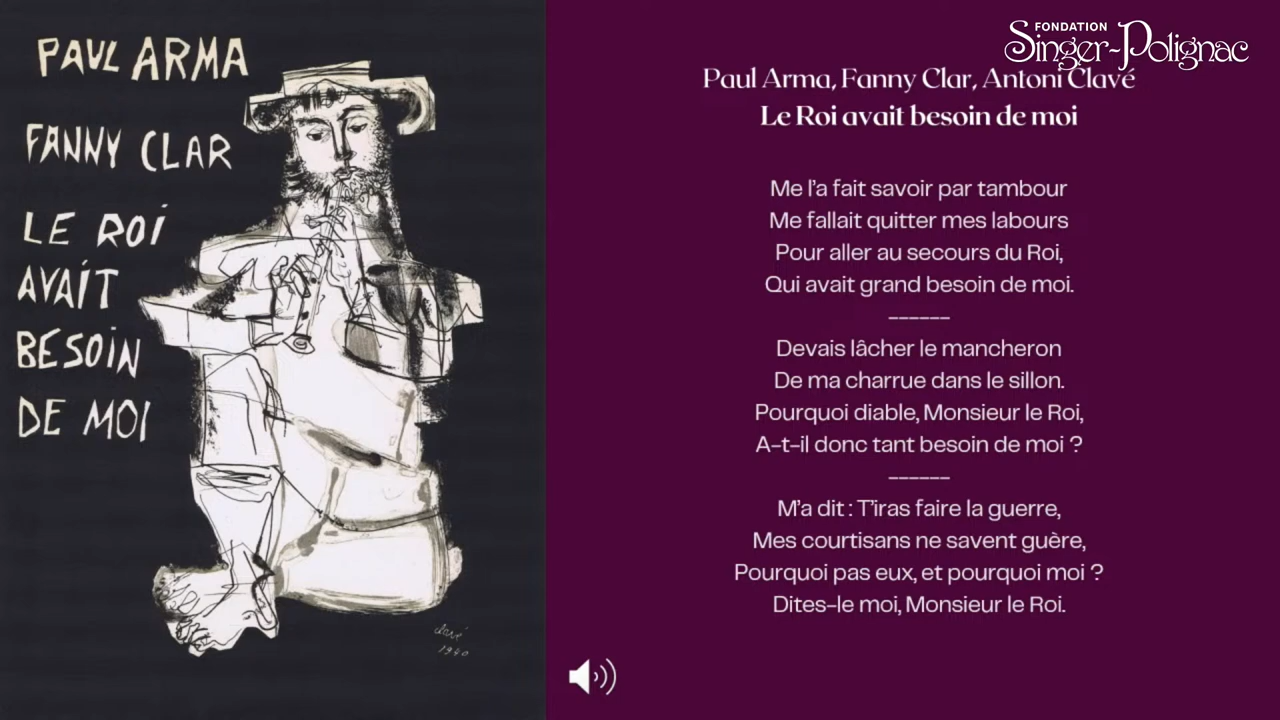 PAUL ARMA
FANNY CLAR
LE ROI
AVAIT
BESOIN
DE MOI
clavé
FONDATION
Singer-Polignac
Paul Arma, Fanny Clar, Antoni Clavé
Le Roi avait besoin de moi
Me l'a fait savoir par tambour
Me fallait quitter mes labours
Pour aller au secours du Roi,
Qui avait grand besoin de moi.
------
Devais lâcher le mancheron
De ma charrue dans le sillon.
Pourquoi diable, Monsieur le Roi,
A-t-il donc tant besoin de moi ?
------
M'a dit : T'iras faire la guerre,
Mes courtisans ne savent guère,
Pourquoi pas eux, et pourquoi moi ?
Dites-le moi, Monsieur le Roi.